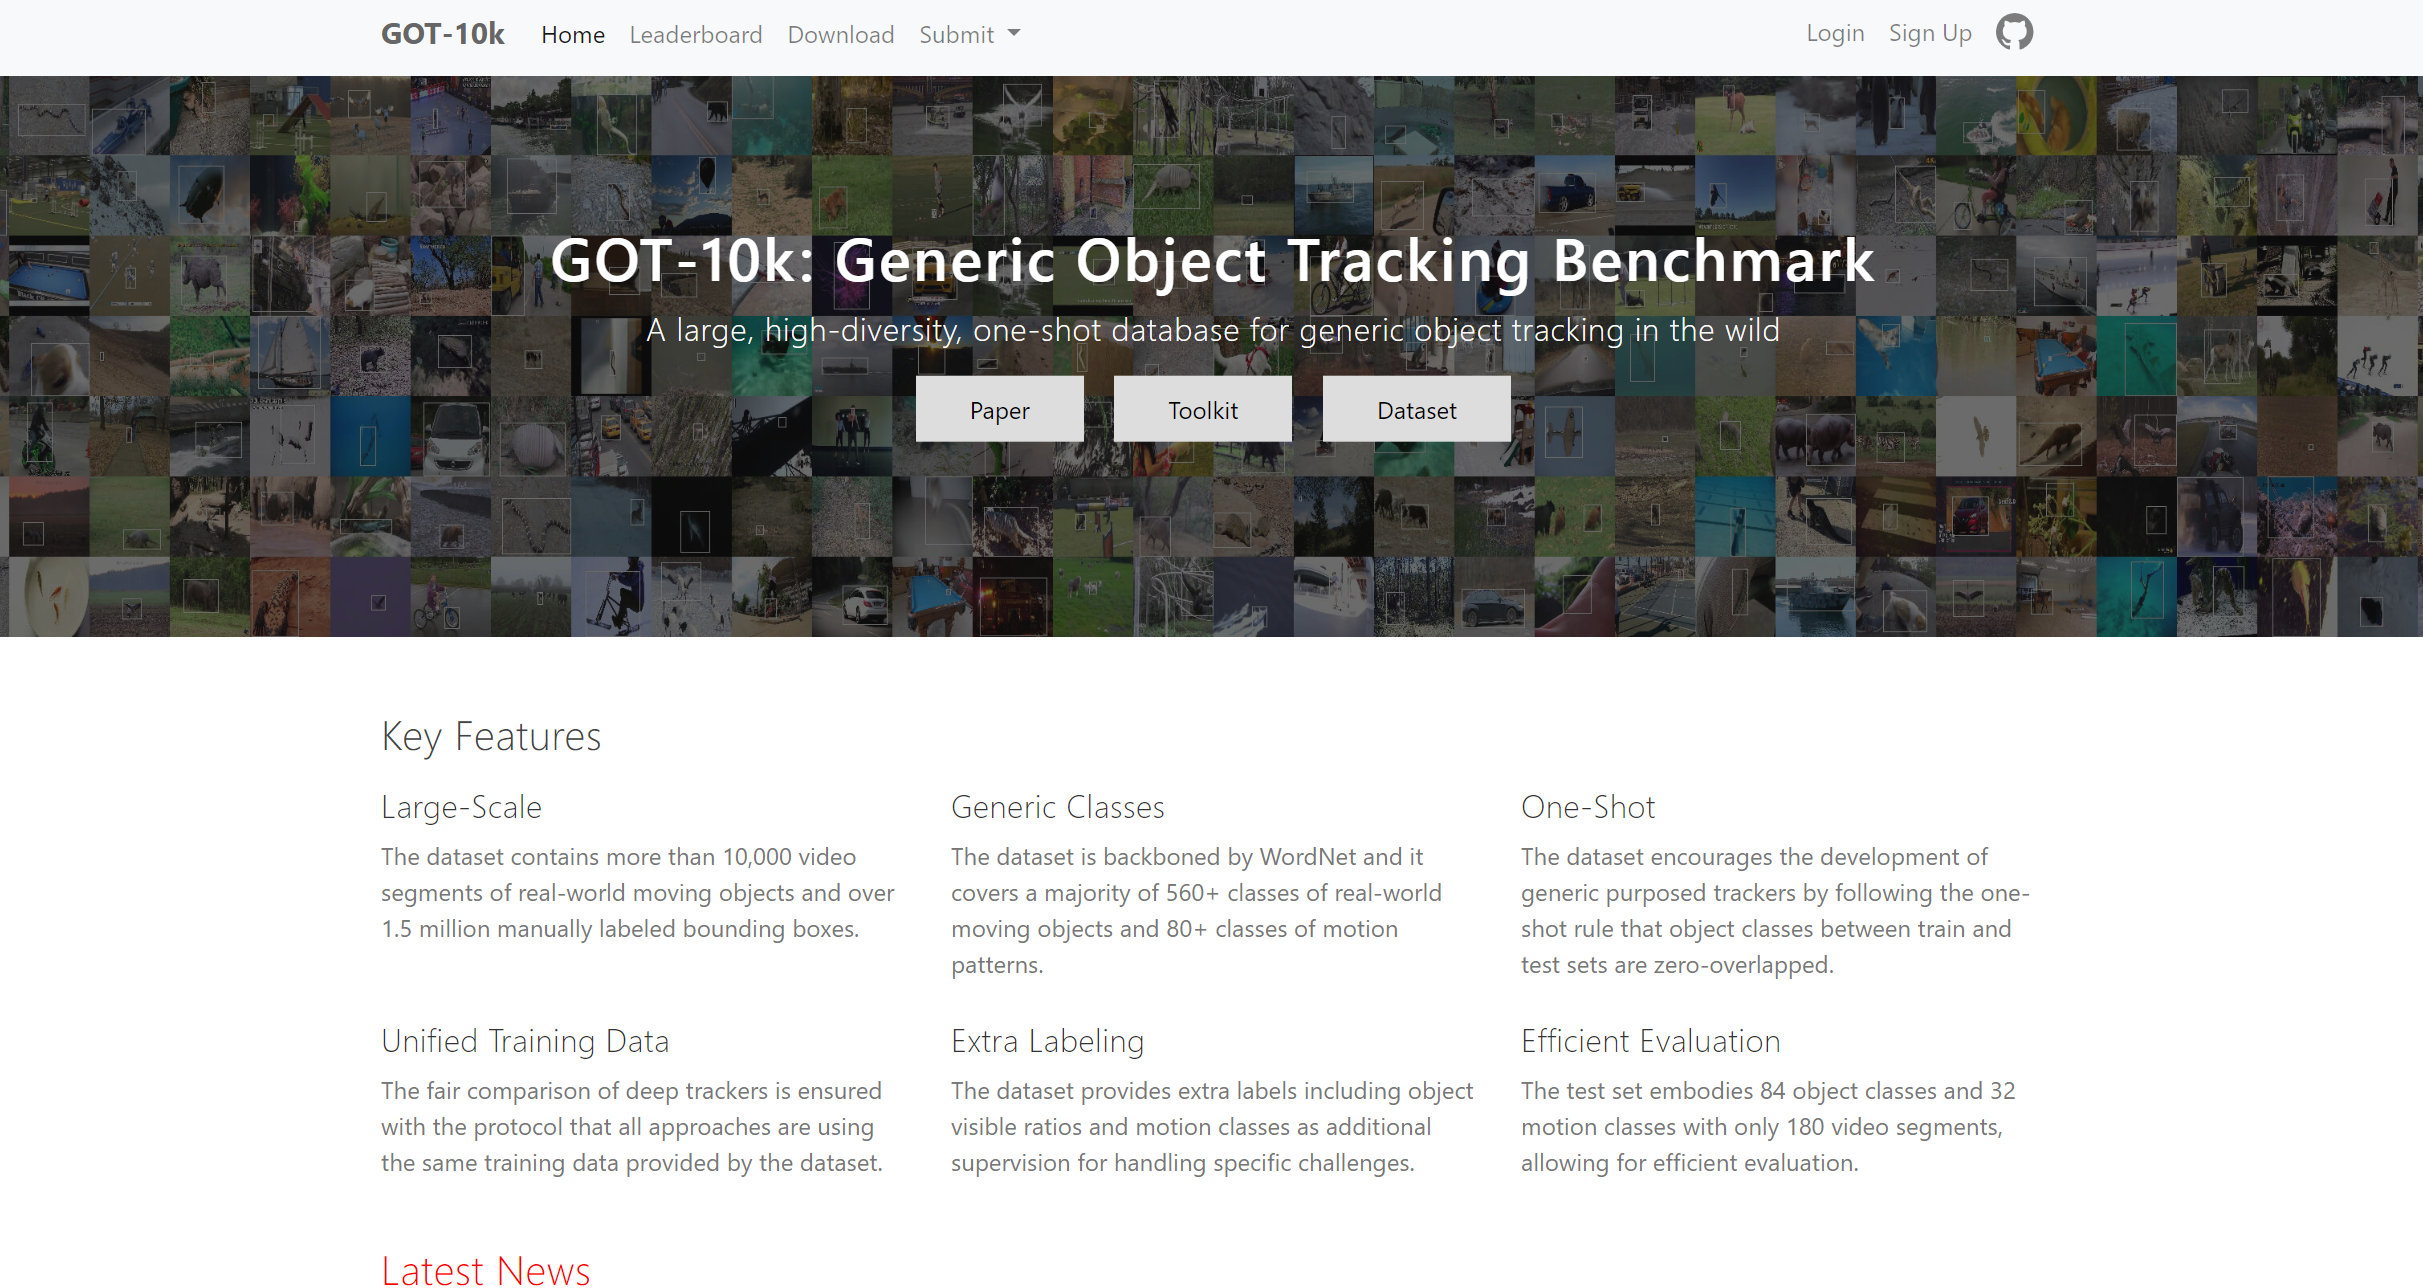 GOT-10k Home Leaderboard Download Submit Login Sign Up
GOT-10k: Generic Object Tracking Benchmark
A large, high-diversity, one-shot database for generic object tracking in the wild
Paper Toolkit Dataset
Key Features
Large-Scale
The dataset contains more than 10,000 video
segments of real-world moving objects and over
1.5 million manually labeled bounding boxes.
Generic Classes
The dataset is backboned by WordNet and it
covers a majority of 560+ classes of real-world
moving objects and 80+ classes of motion
patterns.
One-Shot
The dataset encourages the development of
generic purposed trackers by following the one-
shot rule that object classes between train and
test sets are zero-overlapped.
Unified Training Data
The fair comparison of deep trackers is ensured
with the protocol that all approaches are using
the same training data provided by the dataset.
Extra Labeling
The dataset provides extra labels including object
visible ratios and motion classes as additional
supervision for handling specific challenges.
Efficient Evaluation
The test set embodies 84 object classes and 32
motion classes with only 180 video segments,
allowing for efficient evaluation.
Latest News